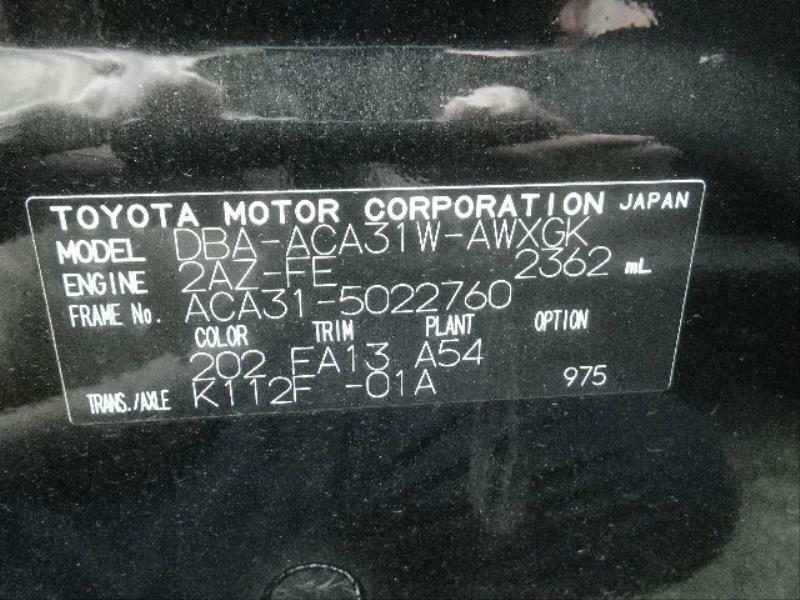 TOYOTA MOTOR CORPORATION JAPAN
MODEL DBA-ACA31W-AWXGK
ENGINE 2AZ-FE 2362 mL
FRAME No. ACA31-5022760
COLOR TRIM PLANT OPTION
202 FA13 A54
TRANS./AXLE K112F -01A 975